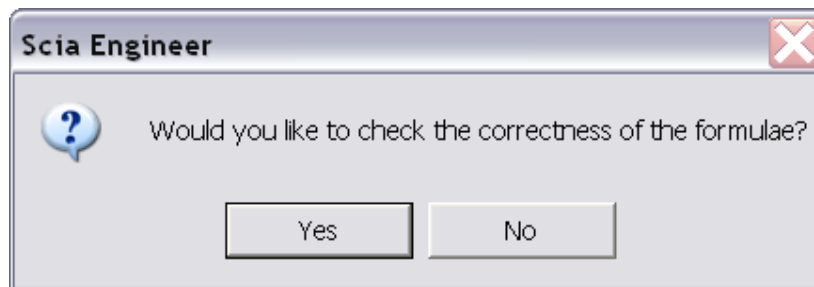 Scia Engineer
Would you like to check the correctness of the formulae?
Yes
No